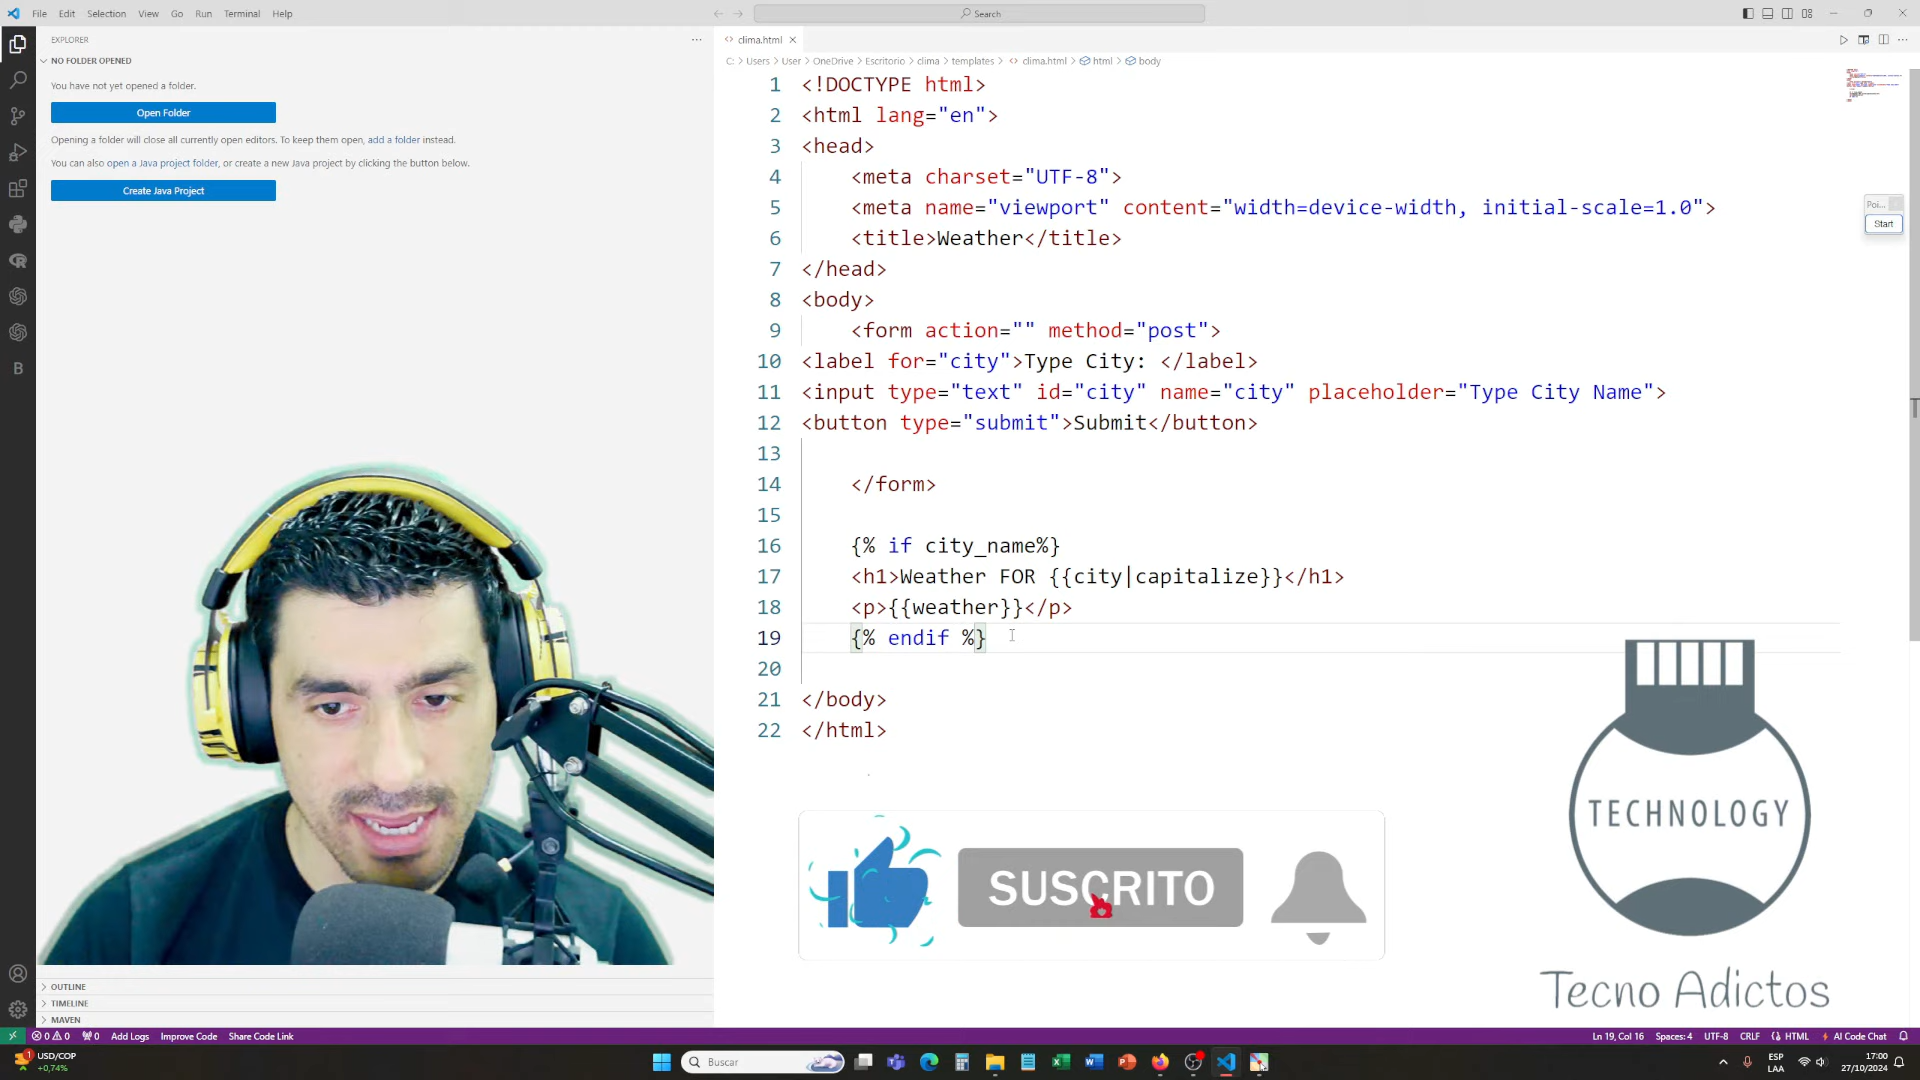 File Edit Selection View Go Run Terminal Help
Search
EXPLORER
NO FOLDER OPENED
You have not yet opened a folder.
Open Folder
Opening a folder will close all currently open editors. To keep them open, add a folder instead.
You can also open a Java project folder, or create a new Java project by clicking the button below.
Create Java Project
OUTLINE
TIMELINE
MAVEN
clima.html
C: > Users > User > OneDrive > Escritorio > clima > templates > clima.html > html > body
1 <!DOCTYPE html>
2 <html lang="en">
3 <head>
4 <meta charset="UTF-8">
5 <meta name="viewport" content="width=device-width, initial-scale=1.0">
6 <title>Weather</title>
7 </head>
8 <body>
9 <form action="" method="post">
10 <label for="city">Type City: </label>
11 <input type="text" id="city" name="city" placeholder="Type City Name">
12 <button type="submit">Submit</button>
13
14 </form>
15
16 {% if city_name%}
17 <h1>Weather FOR {{city|capitalize}}</h1>
18 <p>{{weather}}</p>
19 {% endif %}
20
21 </body>
22 </html>
Poi...
Start
SUSCRITO
TECHNOLOGY
Tecno Adictos
0 0 0 Add Logs Improve Code Share Code Link
Ln 19, Col 16 Spaces: 4 UTF-8 CRLF HTML AI Code Chat
1 USD/COP
+0,74%
Buscar
ESP
LAA
17:00
27/10/2024